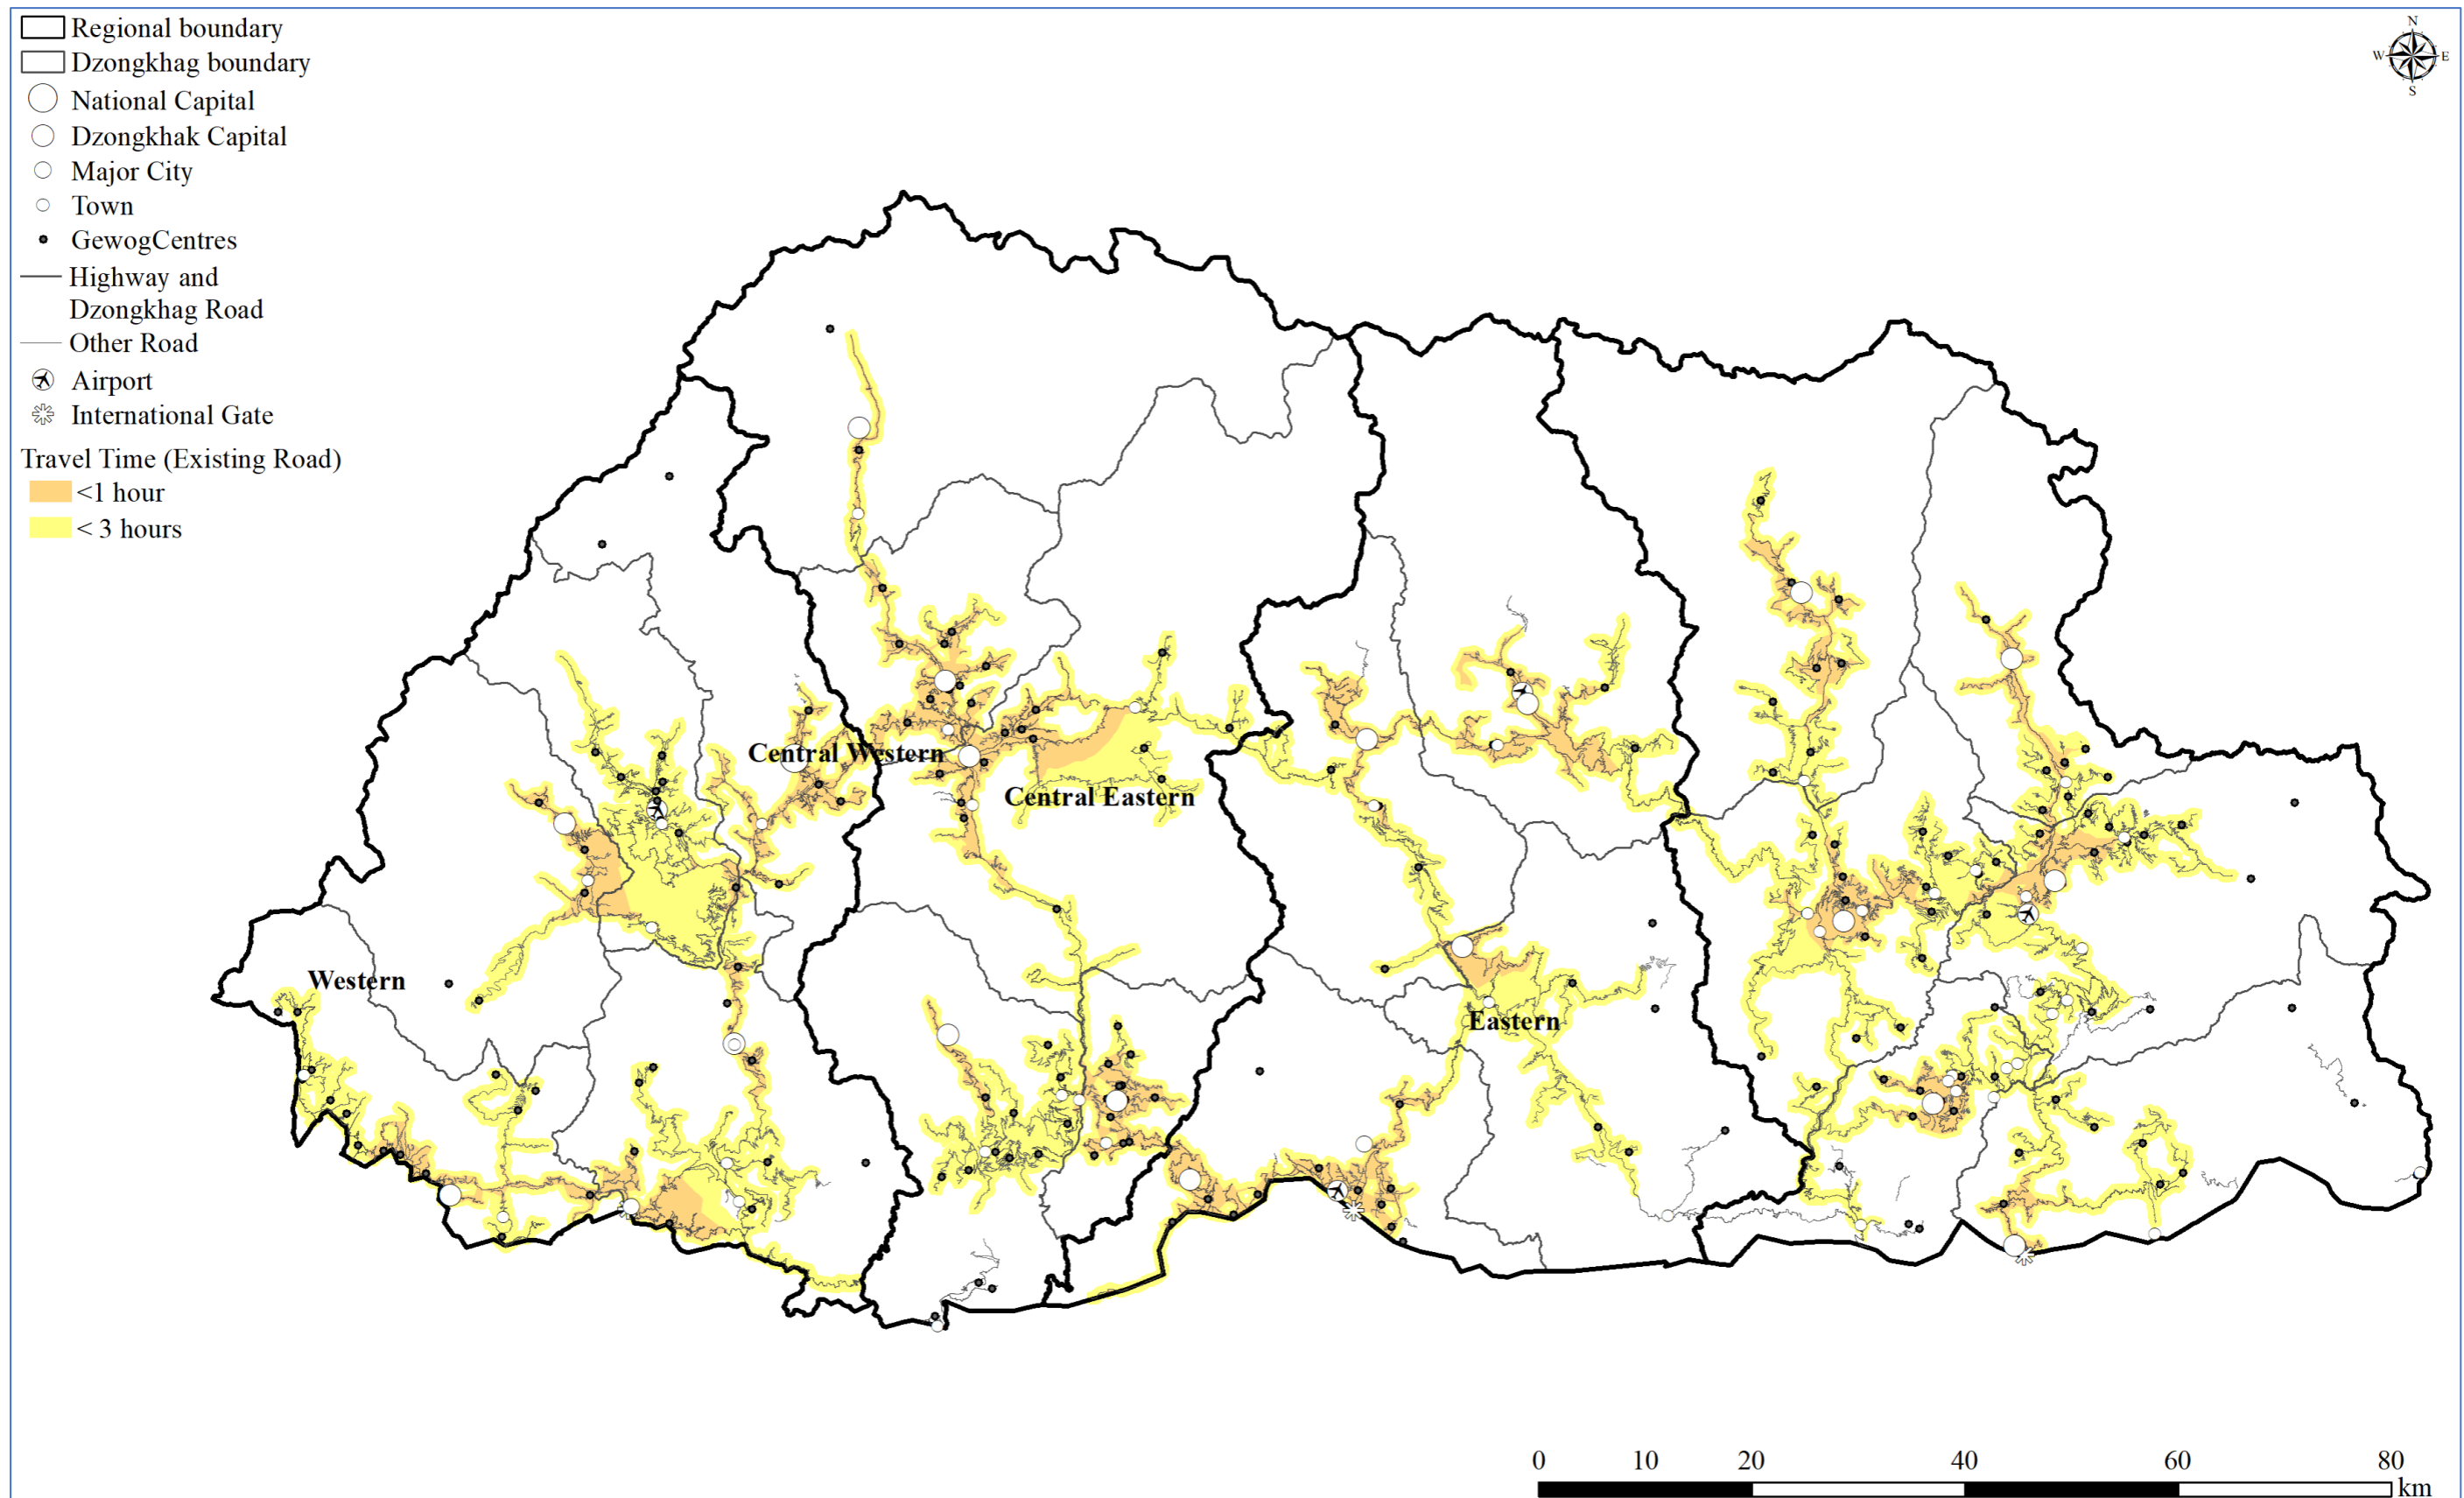 Regional boundary
Dzongkhag boundary
National Capital
Dzongkhak Capital
Major City
Town
GewogCentres
Highway and
Dzongkhag Road
Other Road
Airport
International Gate
Travel Time (Existing Road)
<1 hour
< 3 hours
N
W E
S
Central Western
Central Eastern
Western
Eastern
0 10 20 40 60 80
km